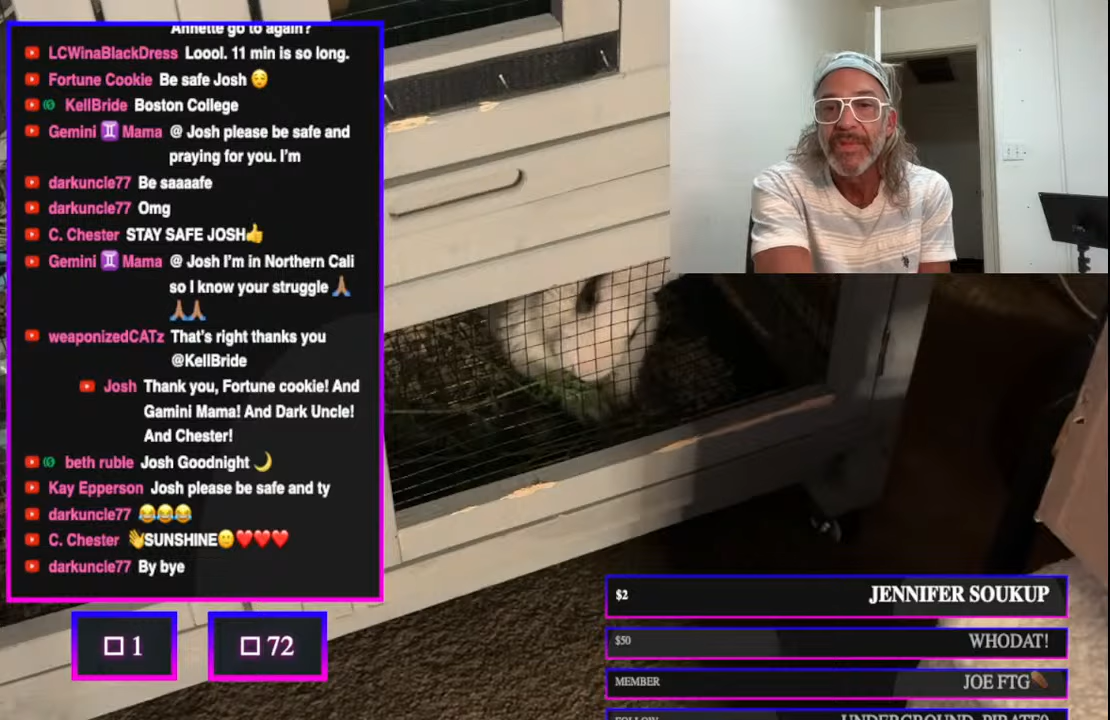 Annette go to again?
LCWinaBlackDress Loool. 11 min is so long.
Fortune Cookie Be safe Josh 😌
KellBride Boston College
Gemini ♊ Mama @ Josh please be safe and
praying for you. I'm
darkuncle77 Be saaaafe
darkuncle77 Omg
C. Chester STAY SAFE JOSH👍
Gemini ♊ Mama @ Josh I'm in Northern Cali
so I know your struggle 🙏🏽
🙏🏽🙏🏽
weaponizedCATz That's right thanks you
@KellBride
Josh Thank you, Fortune cookie! And
Gamini Mama! And Dark Uncle!
And Chester!
beth rubie Josh Goodnight 🌙
Kay Epperson Josh please be safe and ty
darkuncle77 😂😂😂
C. Chester 👋SUNSHINE🙂❤️❤️❤️
darkuncle77 By bye
1
72
$2 JENNIFER SOUKUP
$50 WHODAT!
MEMBER JOE FTG
FOLLOW UNDERGROUND_PIRATE?